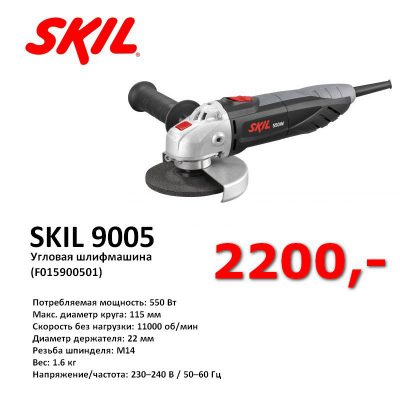 SKIL
SKIL
SKIL 9005
Угловая шлифмашина
(F015900501)
2200,-
Потребляемая мощность: 550 Вт
Макс. диаметр круга: 115 мм
Скорость без нагрузки: 11000 об/мин
Диаметр держателя: 22 мм
Резьба шпинделя: М14
Вес: 1.6 кг
Напряжение/частота: 230–240 В / 50–60 Гц